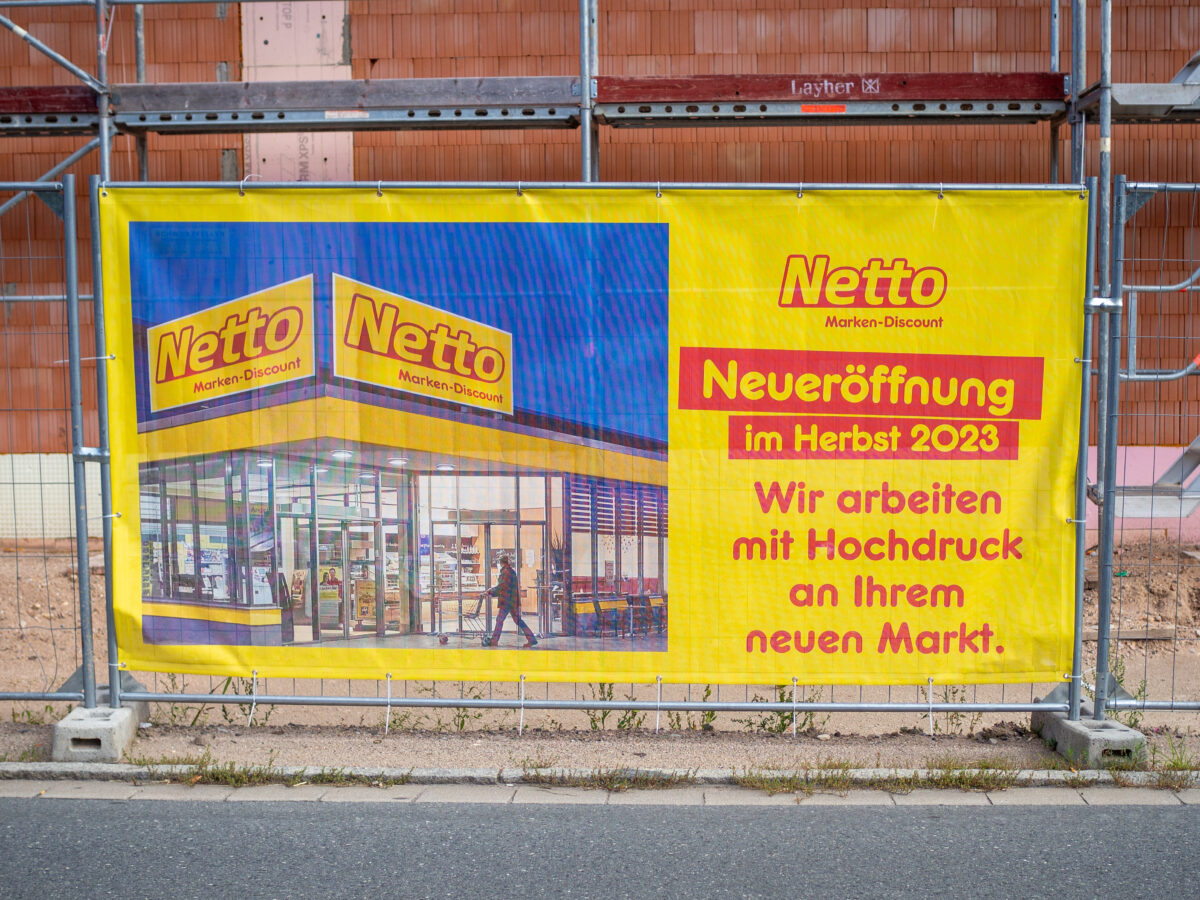 Layher
Netto
Marken-Discount
Netto
Marken-Discount
Netto
Marken-Discount
Neueröffnung
im Herbst 2023
Wir arbeiten
mit Hochdruck
an Ihrem
neuen Markt.